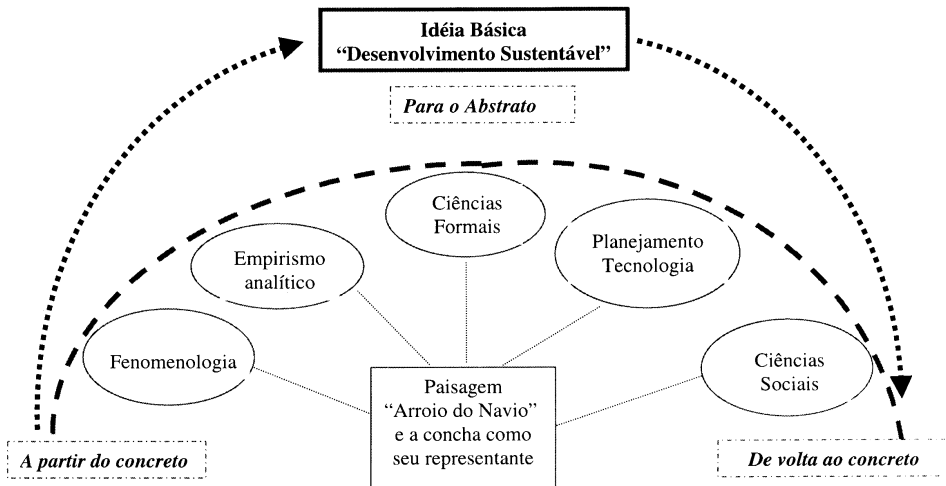 Idéia Básica
“Desenvolvimento Sustentável”
Para o Abstrato
Ciências
Formais
Planejamento
Tecnologia
Empirismo
analítico
Fenomenologia
Ciências
Sociais
Paisagem
“Arroio do Navio”
e a concha como
seu representante
A partir do concreto
De volta ao concreto